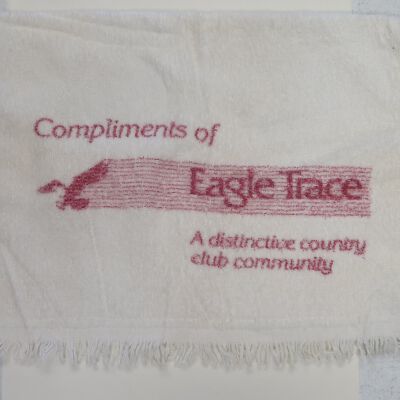 Compliments of
Eagle Trace
A distinctive country
club community